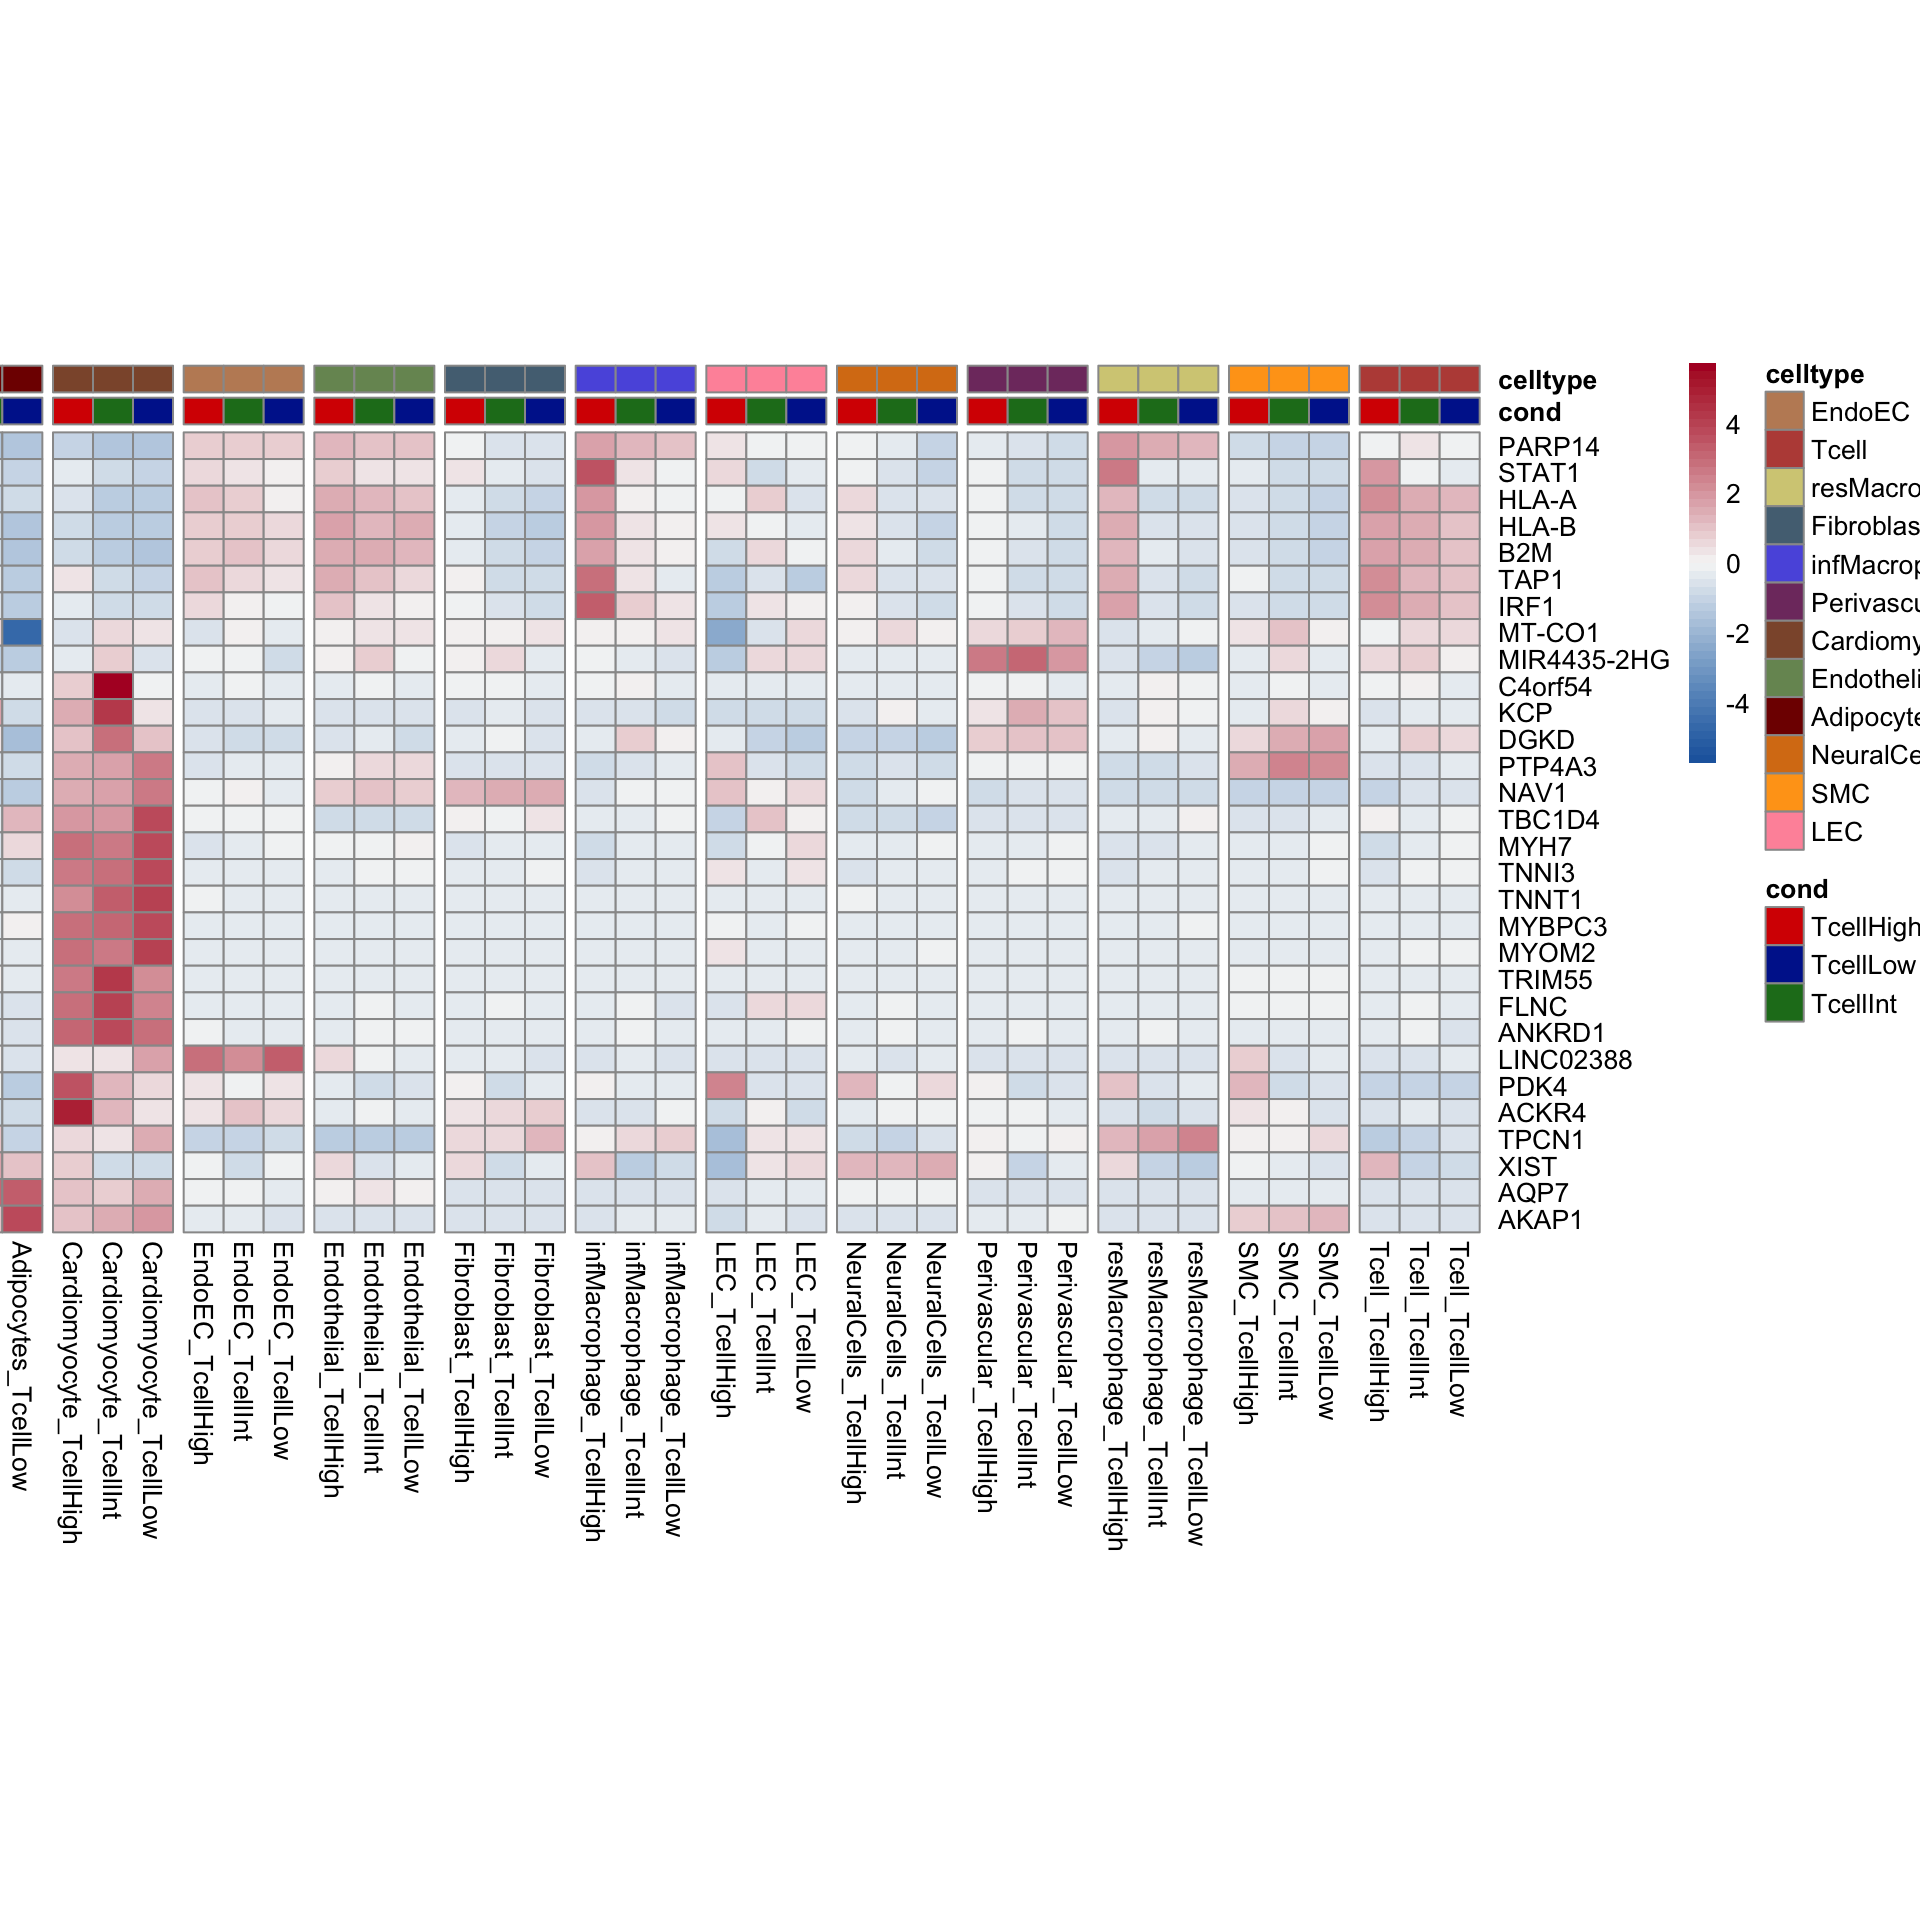 celltype
cond
PARP14
STAT1
HLA-A
HLA-B
B2M
TAP1
IRF1
MT-CO1
MIR4435-2HG
C4orf54
KCP
DGKD
PTP4A3
NAV1
TBC1D4
MYH7
TNNI3
TNNT1
MYBPC3
MYOM2
TRIM55
FLNC
ANKRD1
LINC02388
PDK4
ACKR4
TPCN1
XIST
AQP7
AKAP1
Adipocytes_TcellLow
Cardiomyocyte_TcellHigh
Cardiomyocyte_TcellInt
Cardiomyocyte_TcellLow
EndoEC_TcellHigh
EndoEC_TcellInt
EndoEC_TcellLow
Endothelial_TcellHigh
Endothelial_TcellInt
Endothelial_TcellLow
Fibroblast_TcellHigh
Fibroblast_TcellInt
Fibroblast_TcellLow
infMacrophage_TcellHigh
infMacrophage_TcellInt
infMacrophage_TcellLow
LEC_TcellHigh
LEC_TcellInt
LEC_TcellLow
NeuralCells_TcellHigh
NeuralCells_TcellInt
NeuralCells_TcellLow
Perivascular_TcellHigh
Perivascular_TcellInt
Perivascular_TcellLow
resMacrophage_TcellHigh
resMacrophage_TcellInt
resMacrophage_TcellLow
SMC_TcellHigh
SMC_TcellInt
SMC_TcellLow
Tcell_TcellHigh
Tcell_TcellInt
Tcell_TcellLow
4
2
0
-2
-4
celltype
EndoEC
Tcell
resMacro
Fibroblas
infMacrop
Perivascu
Cardiomy
Endotheli
Adipocyte
NeuralCe
SMC
LEC
cond
TcellHigh
TcellLow
TcellInt